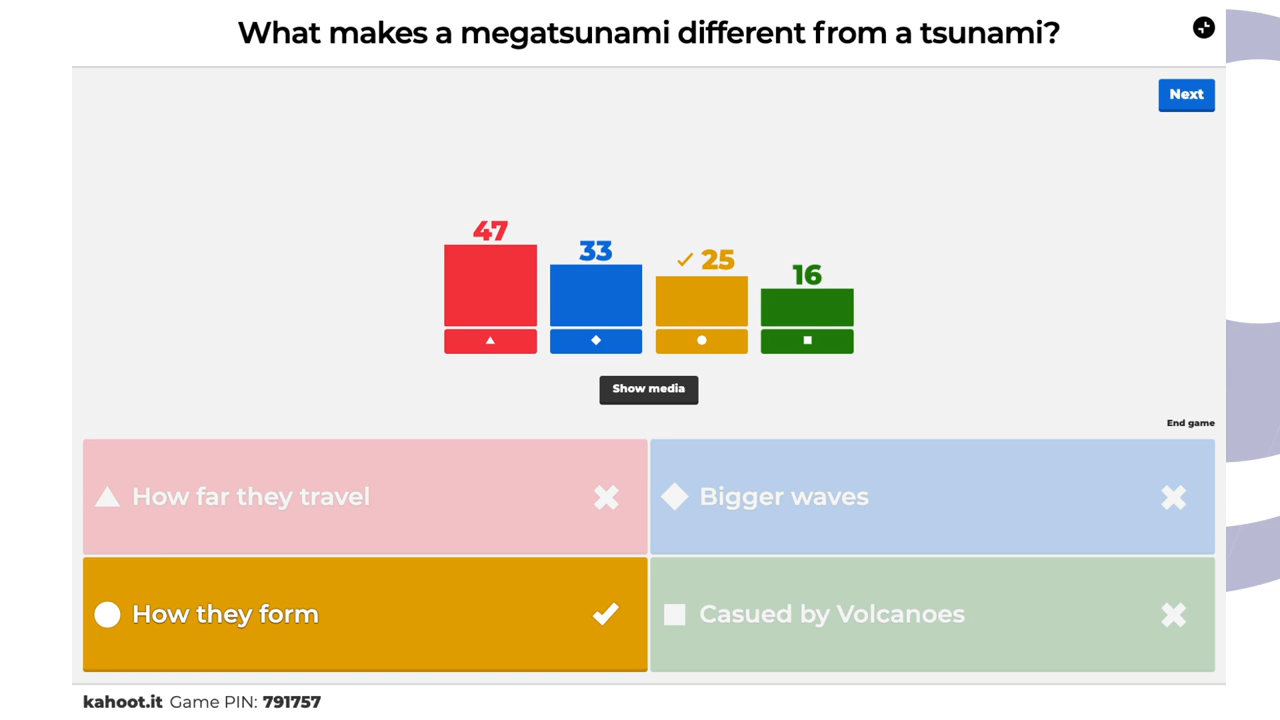 What makes a megatsunami different from a tsunami?
Next
47
33
25
16
Show media
End game
How far they travel
Bigger waves
How they form
Casued by Volcanoes
kahoot.it Game PIN: 791757